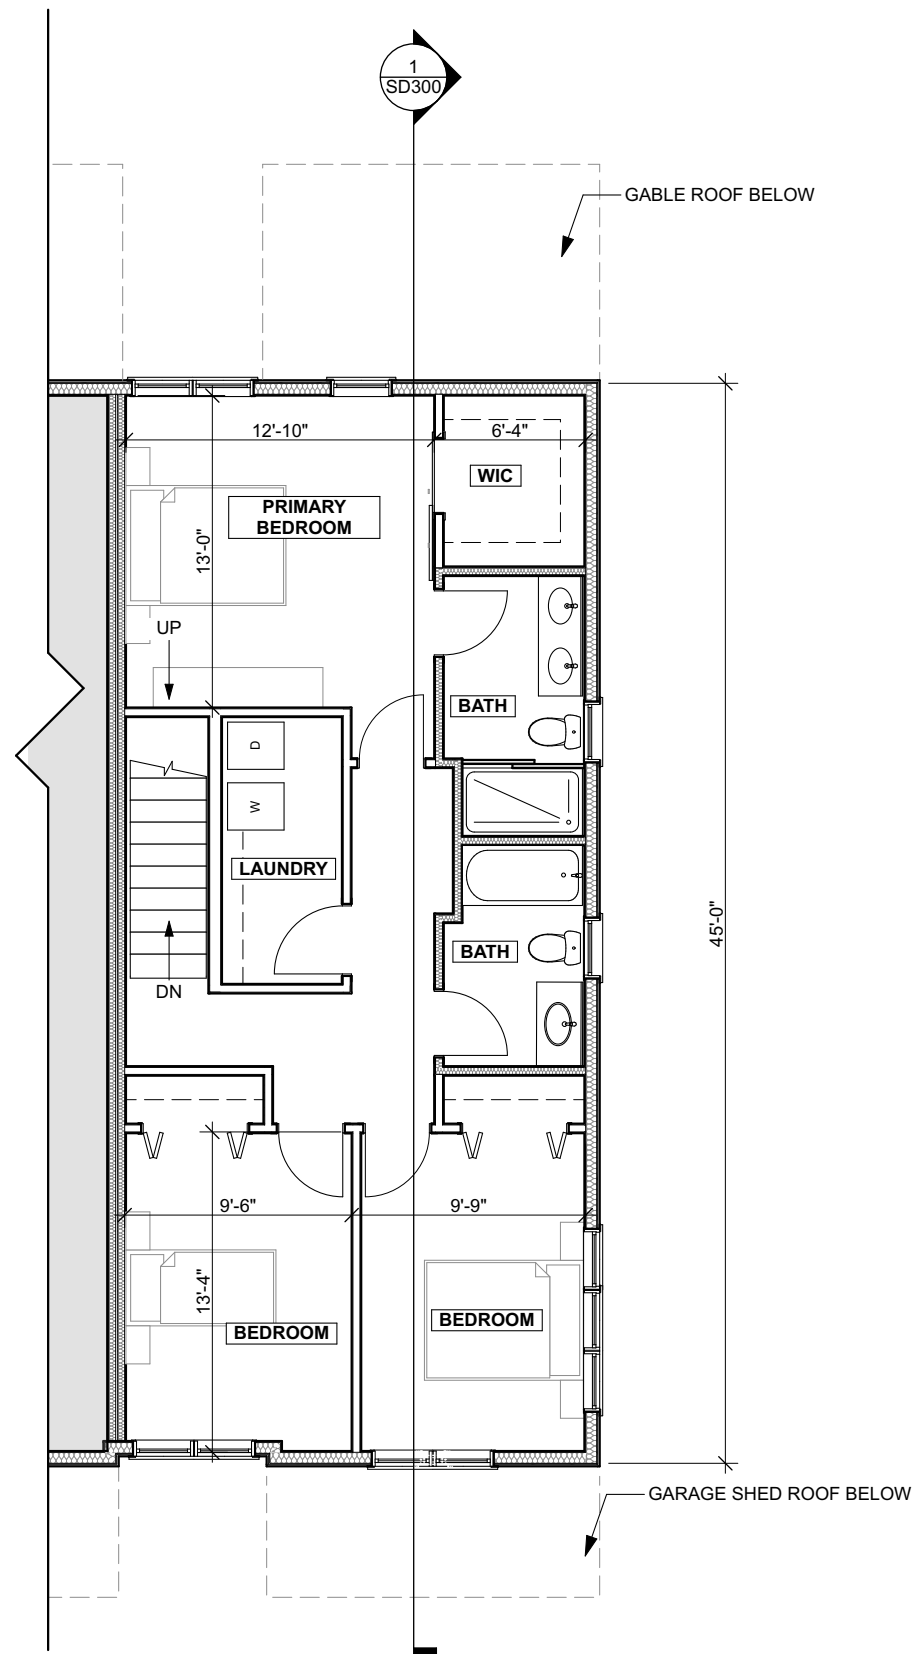 1
SD300
GABLE ROOF BELOW
12'-10"
6'-4"
WIC
PRIMARY
BEDROOM
13'-0"
UP
BATH
D
W
LAUNDRY
45'-0"
BATH
DN
9'-6"
9'-9"
13'-4"
BEDROOM
BEDROOM
GARAGE SHED ROOF BELOW